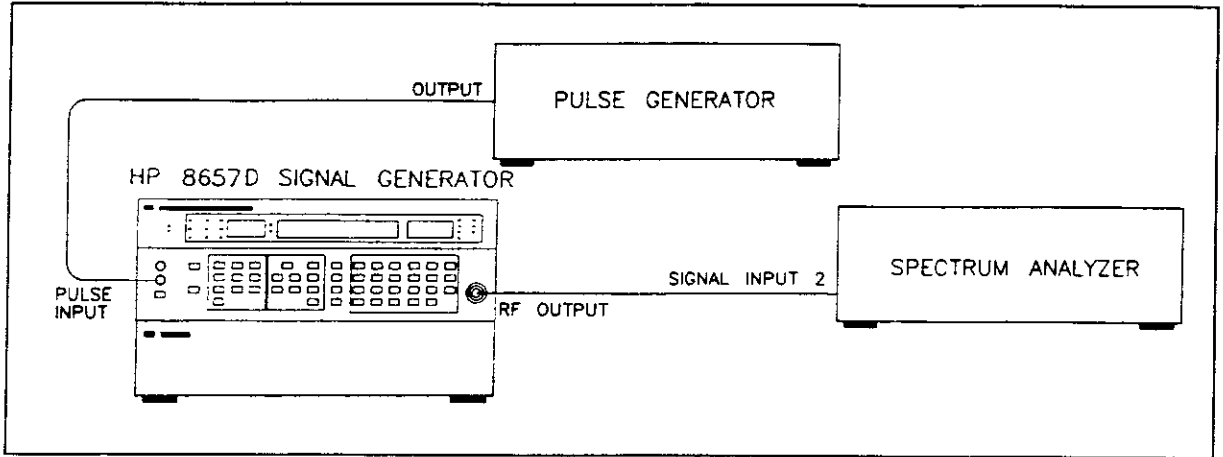 OUTPUT
PULSE GENERATOR
HP 8657D SIGNAL GENERATOR
PULSE
INPUT
RF OUTPUT
SIGNAL INPUT 2
SPECTRUM ANALYZER